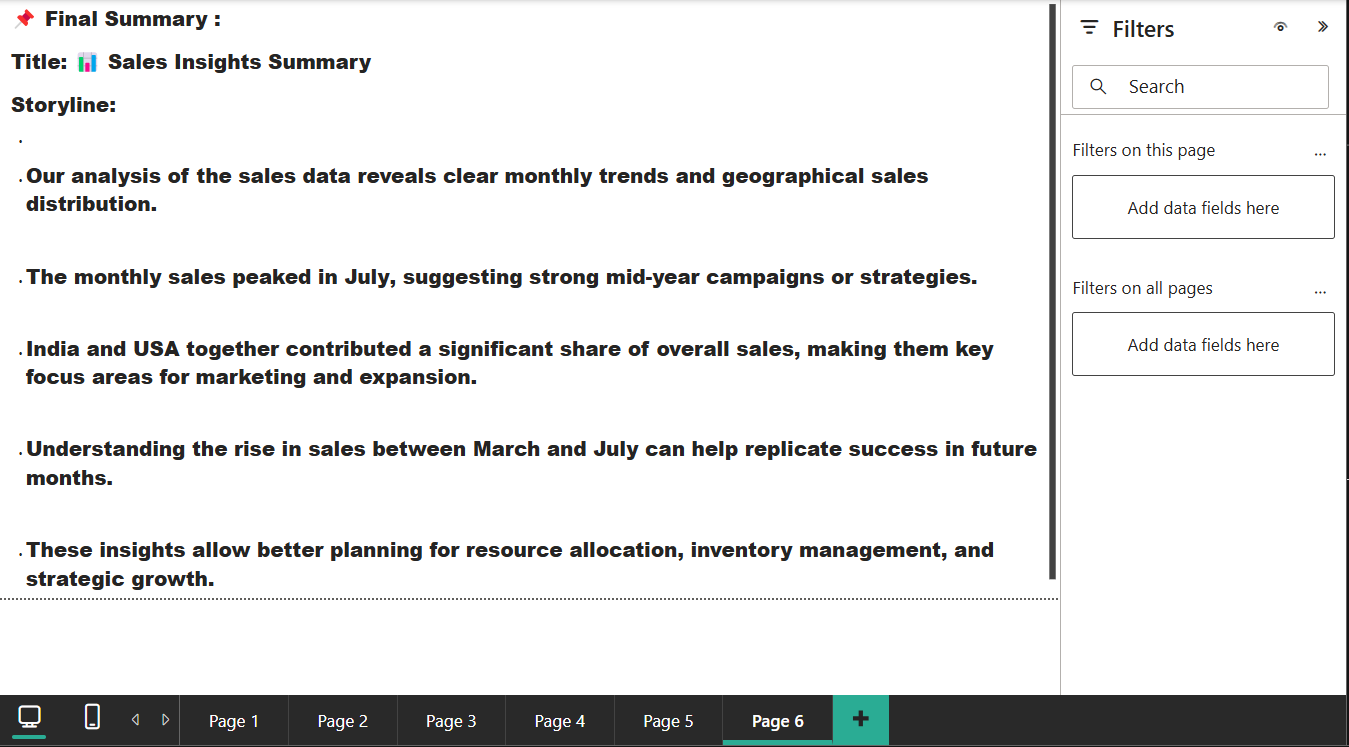 📌 Final Summary :
Title: 📊 Sales Insights Summary
Storyline:
.
. Our analysis of the sales data reveals clear monthly trends and geographical sales
distribution.
. The monthly sales peaked in July, suggesting strong mid-year campaigns or strategies.
. India and USA together contributed a significant share of overall sales, making them key
focus areas for marketing and expansion.
. Understanding the rise in sales between March and July can help replicate success in future
months.
. These insights allow better planning for resource allocation, inventory management, and
strategic growth.
Filters
Search
Filters on this page ...
Add data fields here
Filters on all pages ...
Add data fields here
Page 1 Page 2 Page 3 Page 4 Page 5 Page 6 +